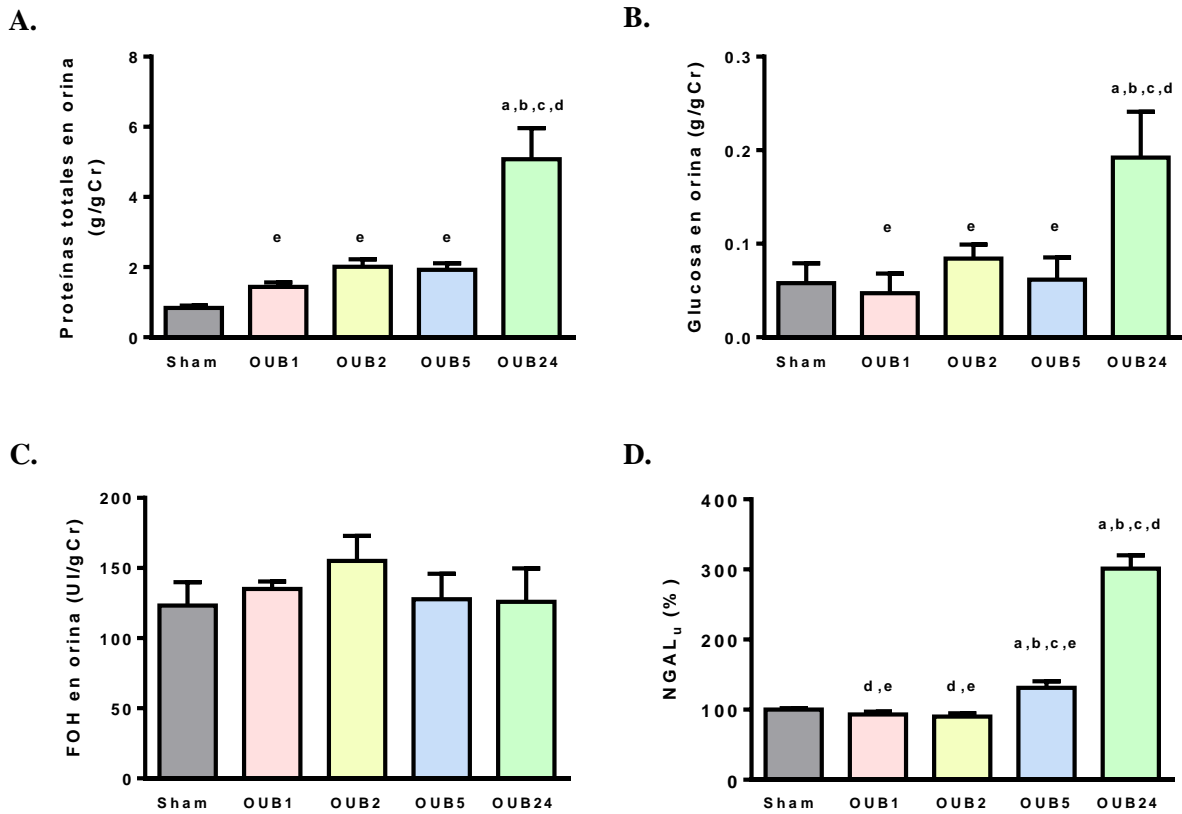 A.
Proteínas totales en orina
(g/gCr)
8
6
4
2
0
a,b,c,d
e
e
e
Sham
OUB1
OUB2
OUB5
OUB24
B.
Glucosa en orina (g/gCr)
0.3
0.2
0.1
0.0
a,b,c,d
e
e
e
Sham
OUB1
OUB2
OUB5
OUB24
C.
FOH en orina (UI/gCr)
200
150
100
50
0
Sham
OUB1
OUB2
OUB5
OUB24
D.
NGALu (%)
400
300
200
100
0
a,b,c,d
a,b,c,e
d,e
d,e
Sham
OUB1
OUB2
OUB5
OUB24